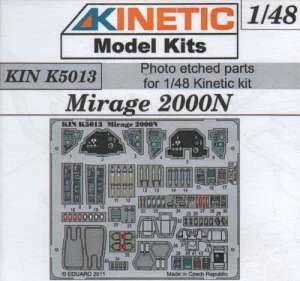 KINETIC
Model Kits
1/48
KIN K5013
Photo etched parts
for 1/48 Kinetic kit
Mirage 2000N
KIN K5013 Mirage 2000N
© EDUARD 2011
Made in Czech Republic